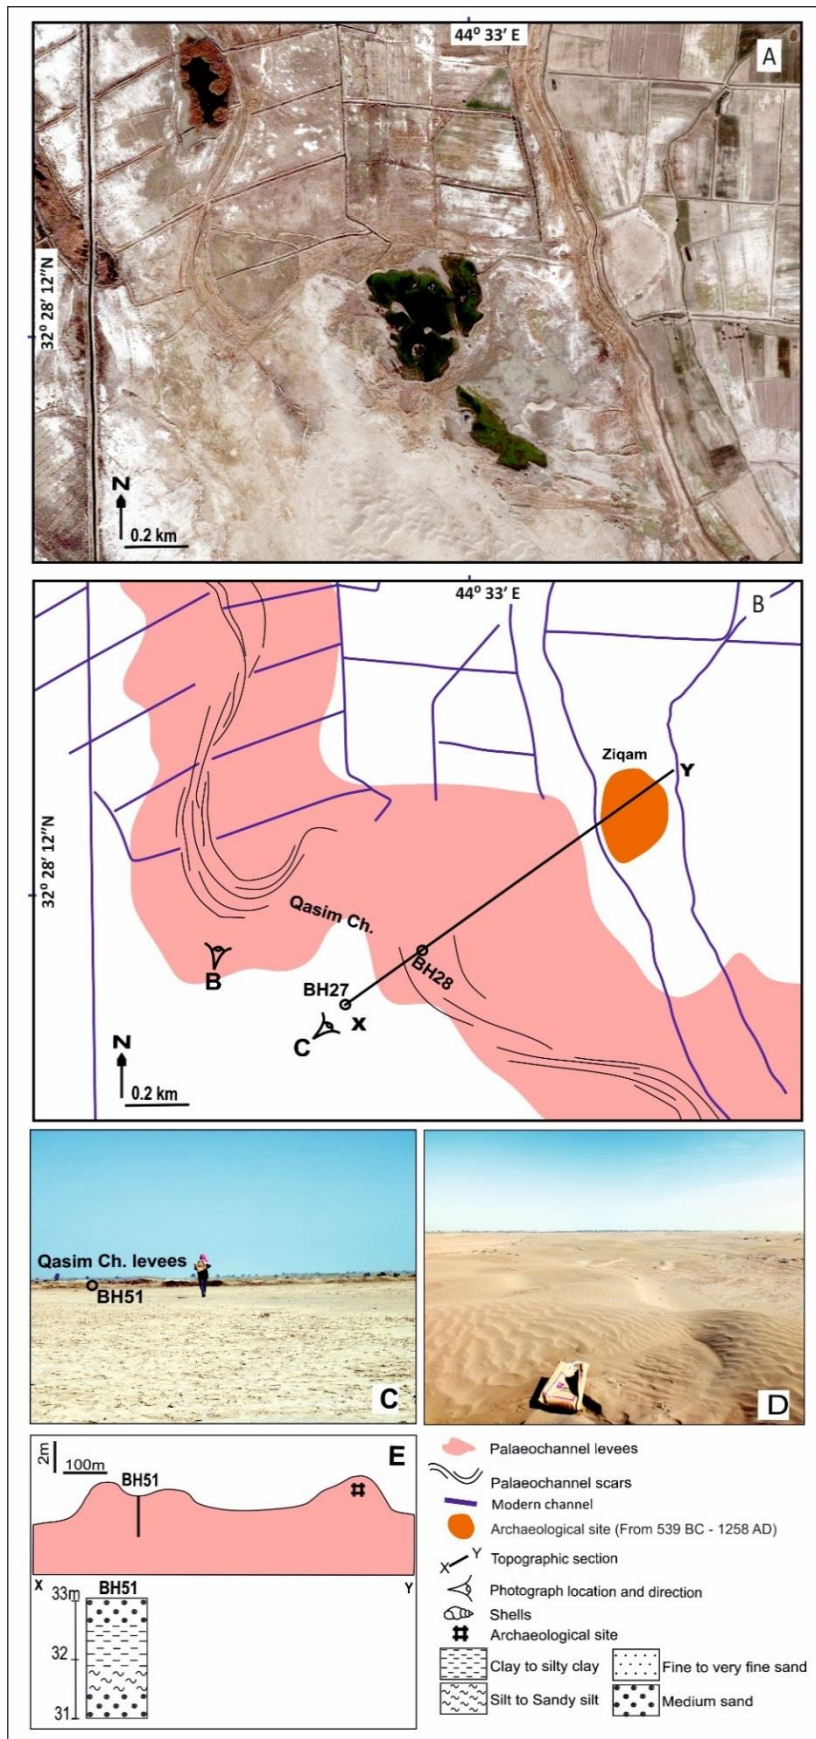 44° 33′ E
A
32° 28′ 12″N
N
0.2 km
44° 33′ E
B
Ziqam
Y
32° 28′ 12″N
Qasim Ch.
BH28
BH27
X
B
C
N
0.2 km
Qasim Ch. levees
BH51
C
D
2m
100m
BH51
E
X
Y
33m
BH51
32
31
Palaeochannel levees
Palaeochannel scars
Modern channel
Archaeological site (From 539 BC - 1258 AD)
X Y Topographic section
Photograph location and direction
Shells
Archaeological site
Clay to silty clay
Fine to very fine sand
Silt to Sandy silt
Medium sand